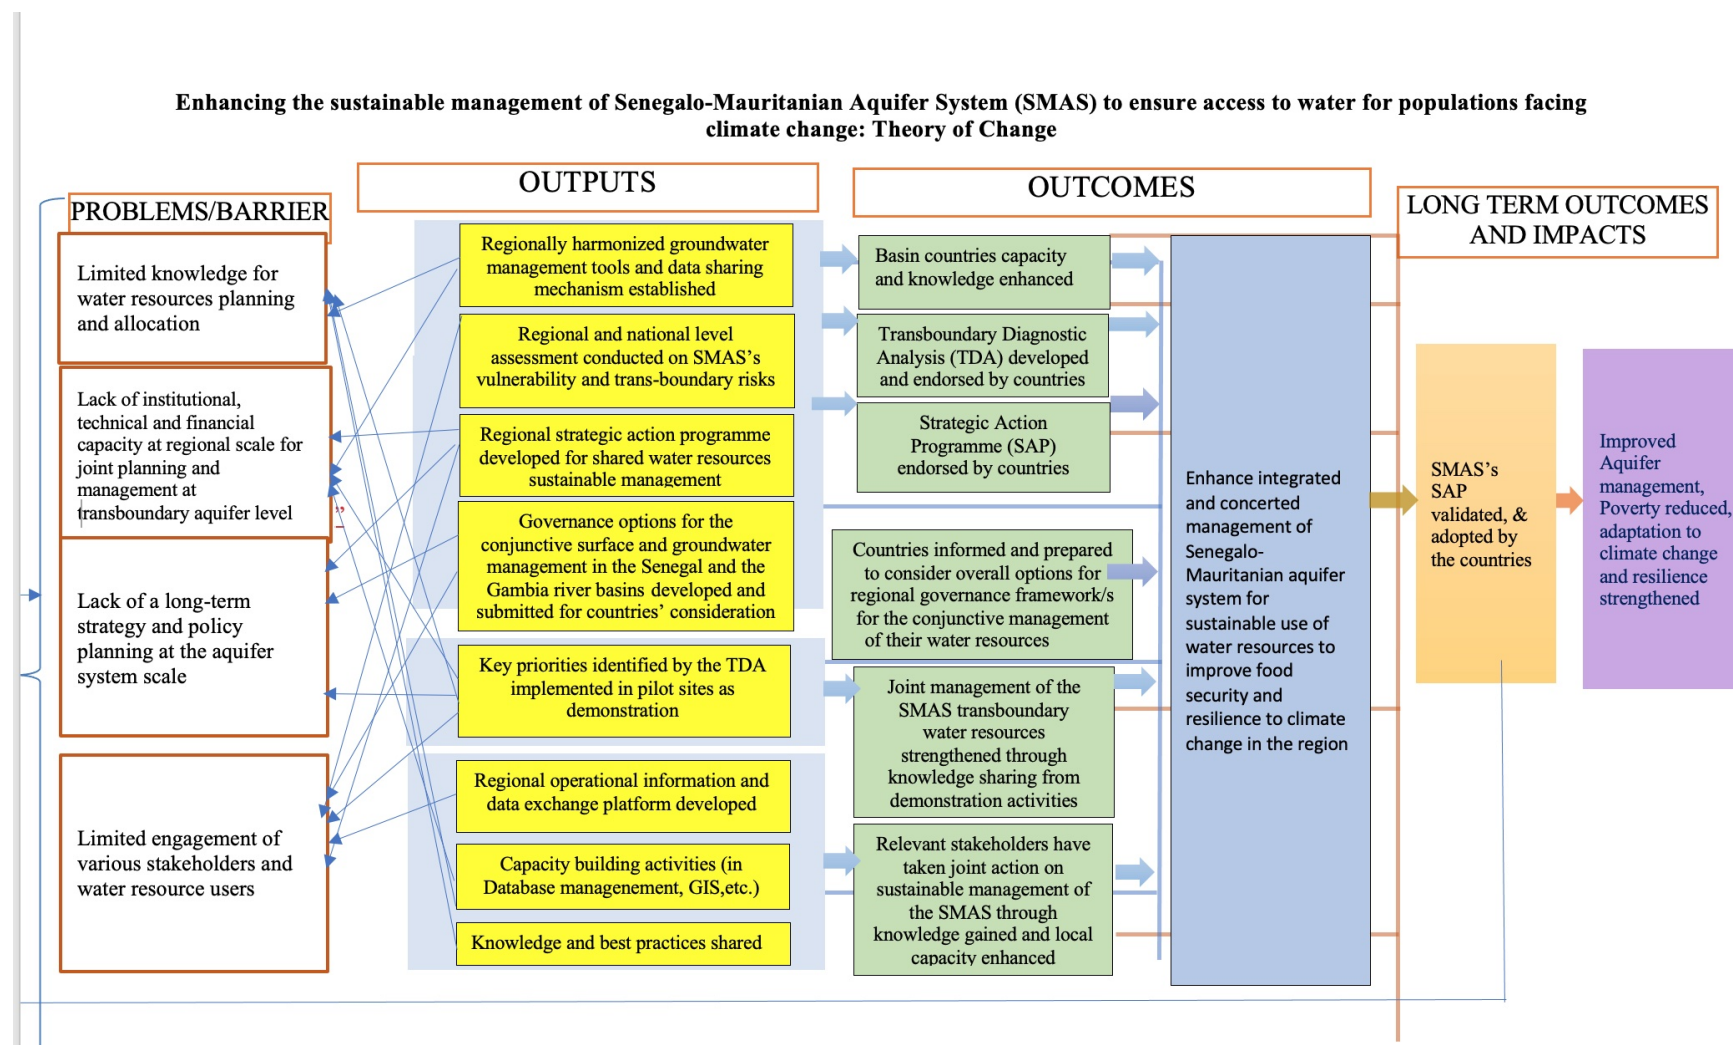 Enhancing the sustainable management of Senegalo-Mauritanian Aquifer System (SMAS) to ensure access to water for populations facing
climate change: Theory of Change
PROBLEMS/BARRIER
Limited knowledge for
water resources planning
and allocation
Lack of institutional,
technical and financial
capacity at regional scale for
joint planning and
management at
transboundary aquifer level
”
Lack of a long-term
strategy and policy
planning at the aquifer
system scale
Limited engagement of
various stakeholders and
water resource users
OUTPUTS
Regionally harmonized groundwater
management tools and data sharing
mechanism established
Regional and national level
assessment conducted on SMAS’s
vulnerability and trans-boundary risks
Regional strategic action programme
developed for shared water resources
sustainable management
Governance options for the
conjunctive surface and groundwater
management in the Senegal and the
Gambia river basins developed and
submitted for countries’ consideration
Key priorities identified by the TDA
implemented in pilot sites as
demonstration
Regional operational information and
data exchange platform developed
Capacity building activities (in
Database managenement, GIS,etc.)
Knowledge and best practices shared
OUTCOMES
Basin countries capacity
and knowledge enhanced
Transboundary Diagnostic
Analysis (TDA) developed
and endorsed by countries
Strategic Action
Programme (SAP)
endorsed by countries
Countries informed and prepared
to consider overall options for
regional governance framework/s
for the conjunctive management
of their water resources
Joint management of the
SMAS transboundary
water resources
strengthened through
knowledge sharing from
demonstration activities
Relevant stakeholders have
taken joint action on
sustainable management of
the SMAS through
knowledge gained and local
capacity enhanced
Enhance integrated
and concerted
management of
Senegalo-
Mauritanian aquifer
system for
sustainable use of
water resources to
improve food
security and
resilience to climate
change in the region
LONG TERM OUTCOMES
AND IMPACTS
SMAS’s
SAP
validated, &
adopted by
the countries
Improved
Aquifer
management,
Poverty reduced,
adaptation to
climate change
and resilience
strengthened